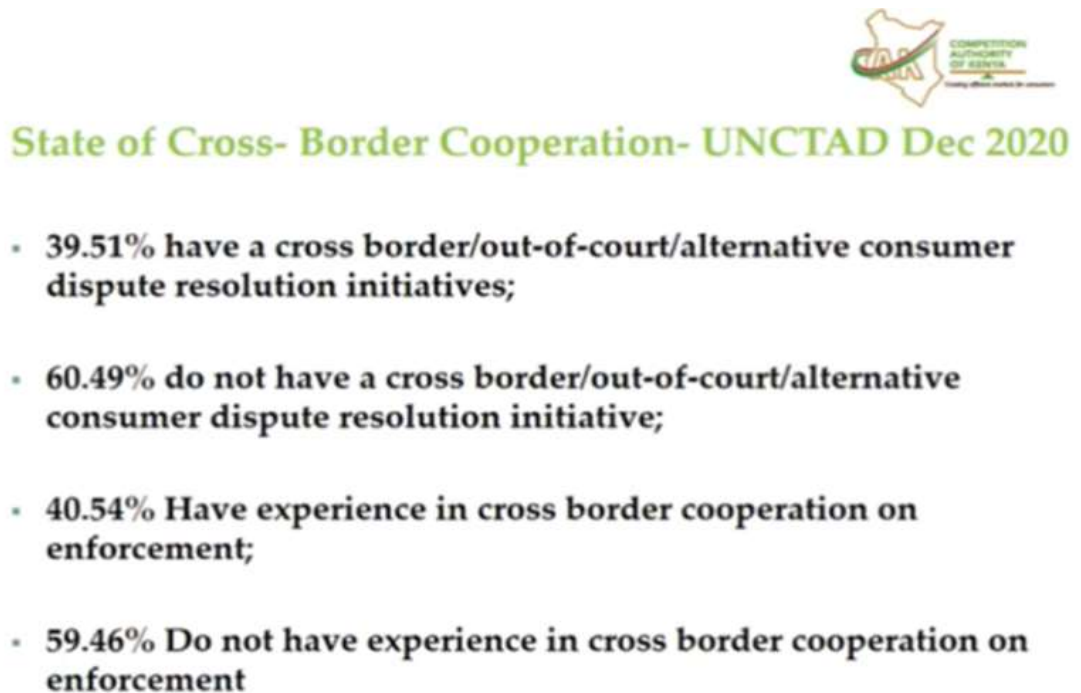 CAK
COMPETITION
AUTHORITY
OF KENYA
State of Cross- Border Cooperation- UNCTAD Dec 2020
▪ 39.51% have a cross border/out-of-court/alternative consumer
dispute resolution initiatives;
▪ 60.49% do not have a cross border/out-of-court/alternative
consumer dispute resolution initiative;
▪ 40.54% Have experience in cross border cooperation on
enforcement;
▪ 59.46% Do not have experience in cross border cooperation on
enforcement